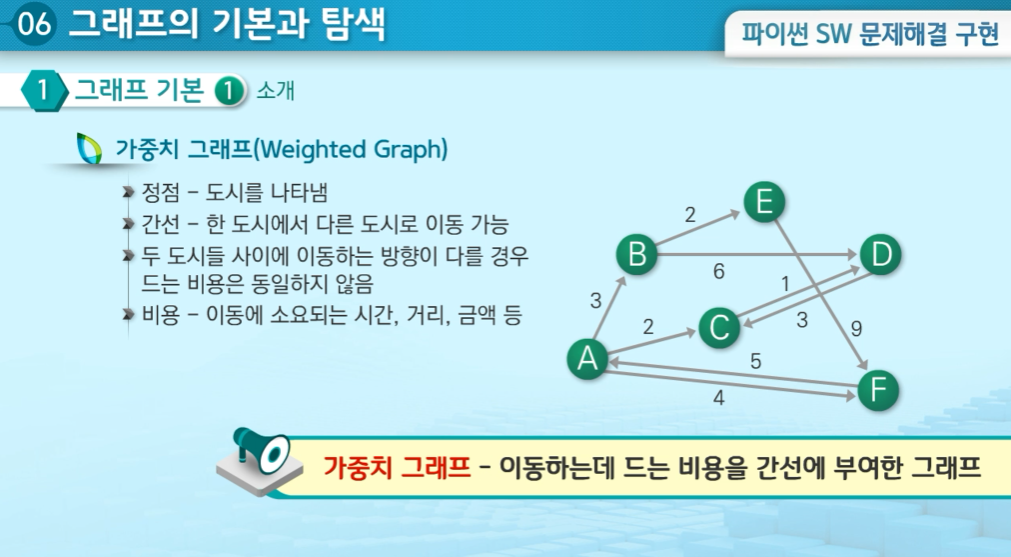 06 그래프의 기본과 탐색
파이썬 SW 문제해결 구현
1 그래프 기본 1 소개
가중치 그래프(Weighted Graph)
정점 – 도시를 나타냄
간선 – 한 도시에서 다른 도시로 이동 가능
두 도시들 사이에 이동하는 방향이 다를 경우
드는 비용은 동일하지 않음
비용 – 이동에 소요되는 시간, 거리, 금액 등
E
2
B
D
6
1
3
C
3
2
9
A
5
F
4
가중치 그래프 – 이동하는데 드는 비용을 간선에 부여한 그래프